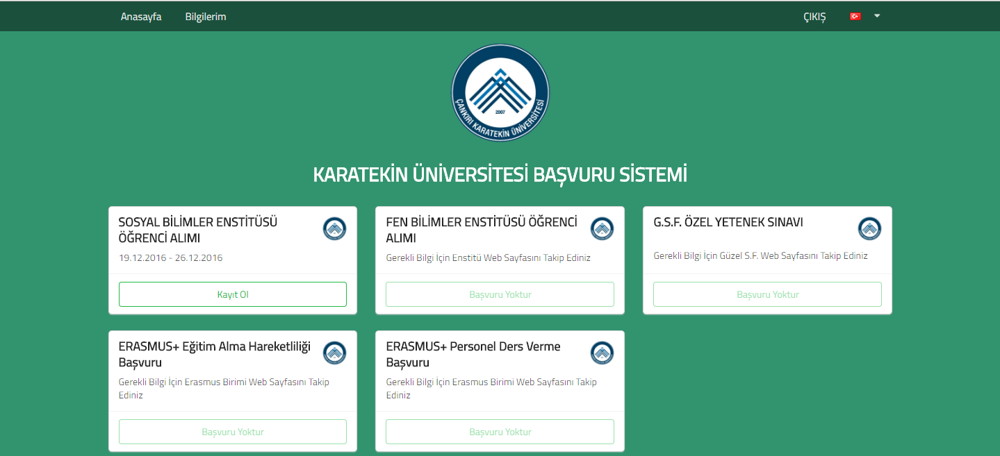 Anasayfa Bilgilerim ÇIKIŞ
2007
ÇANKIRI KARATEKİN ÜNİVERSİTESİ
KARATEKİN ÜNİVERSİTESİ BAŞVURU SİSTEMİ
SOSYAL BİLİMLER ENSTİTÜSÜ
ÖĞRENCİ ALIMI
19.12.2016 - 26.12.2016
Kayıt Ol
FEN BİLİMLER ENSTİTÜSÜ ÖĞRENCİ
ALIMI
Gerekli Bilgi İçin Enstitü Web Sayfasını Takip Ediniz
Başvuru Yoktur
G.S.F. ÖZEL YETENEK SINAVI
Gerekli Bilgi İçin Güzel S.F. Web Sayfasını Takip Ediniz
Başvuru Yoktur
ERASMUS+ Eğitim Alma Hareketliliği
Başvuru
Gerekli Bilgi İçin Erasmus Birimi Web Sayfasını Takip
Ediniz
Başvuru Yoktur
ERASMUS+ Personel Ders Verme
Başvuru
Gerekli Bilgi İçin Erasmus Birimi Web Sayfasını Takip
Ediniz
Başvuru Yoktur